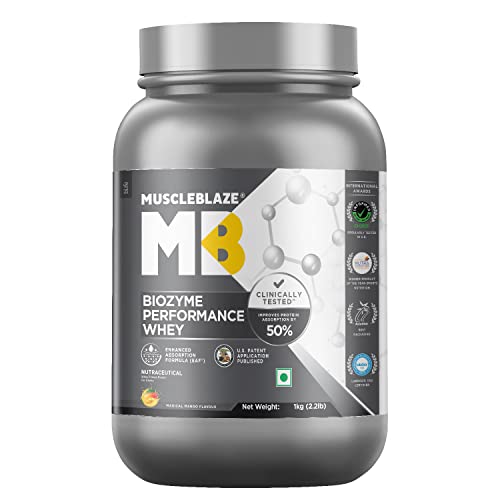 MUSCLEBLAZE®
MB
BIOZYME
PERFORMANCE
WHEY
ENHANCED
ABSORPTION
FORMULA (EAF®)
U.S. PATENT
APPLICATION
PUBLISHED
NUTRACEUTICAL
MAGICAL MANGO FLAVOUR
CLINICALLY
TESTED
IMPROVES PROTEIN
ABSORPTION BY
50%
Net Weight: 1kg (2.2lb)
INTERNATIONAL
AWARDS